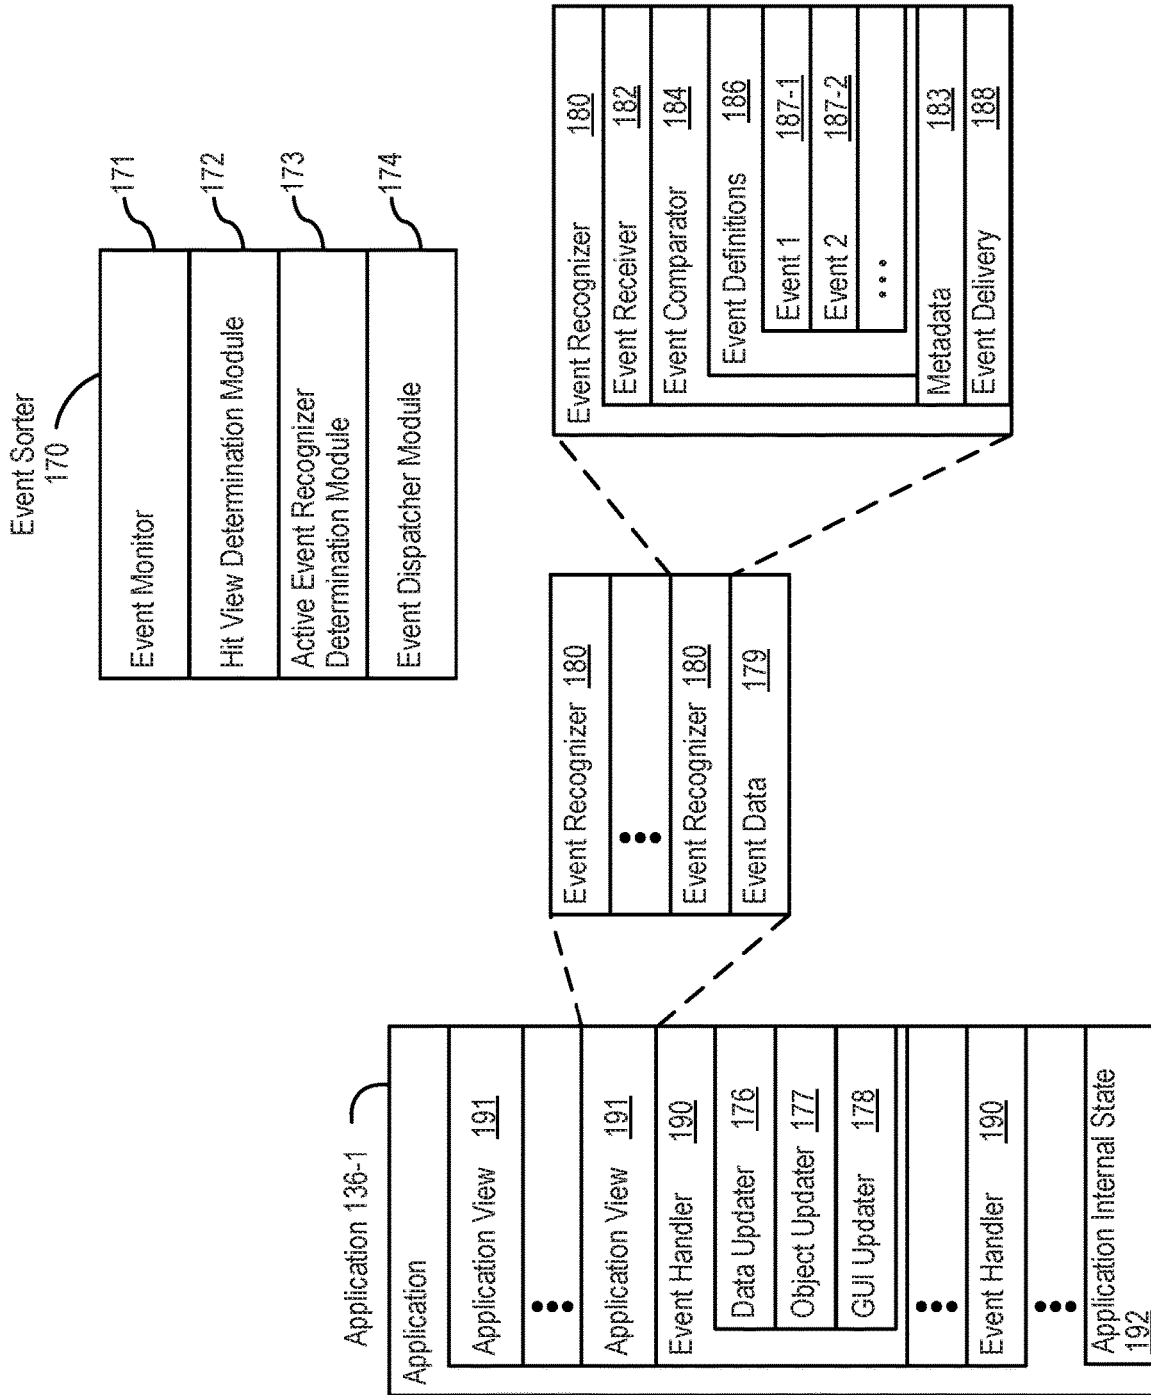 Event Sorter
170
Event Monitor
171
Hit View Determination Module
172
Active Event Recognizer
Determination Module
173
Event Dispatcher Module
174
Application 136-1
Application
Application View 191
•••
Application View 191
Event Handler 190
Data Updater 176
Object Updater 177
GUI Updater 178
•••
Event Handler 190
•••
Application Internal State
192
Event Recognizer 180
•••
Event Recognizer 180
Event Data 179
Event Recognizer 180
Event Receiver 182
Event Comparator 184
Event Definitions 186
Event 1 187-1
Event 2 187-2
•••
Metadata 183
Event Delivery 188